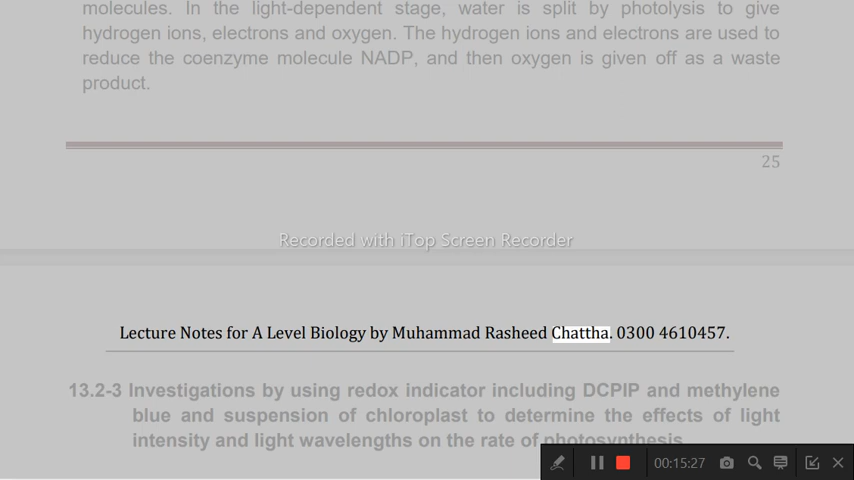 molecules. In the light-dependent stage, water is split by photolysis to give
hydrogen ions, electrons and oxygen. The hydrogen ions and electrons are used to
reduce the coenzyme molecule NADP, and then oxygen is given off as a waste
product.
25
Recorded with iTop Screen Recorder
Lecture Notes for A Level Biology by Muhammad Rasheed Chattha. 0300 4610457.
13.2-3 Investigations by using redox indicator including DCPIP and methylene
blue and suspension of chloroplast to determine the effects of light
intensity and light wavelengths on the rate of photosynthesis.
00:15:27